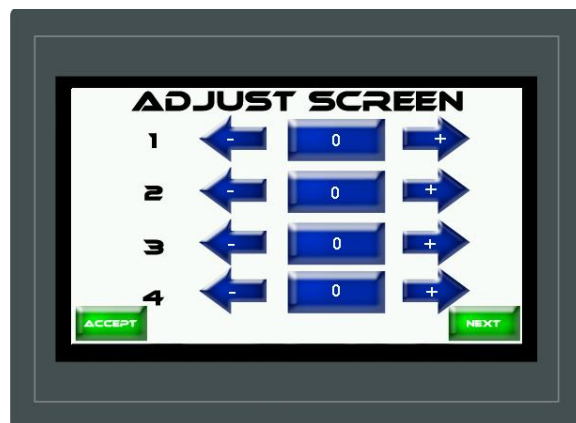 ADJUST SCREEN
1 - 0 +
2 - 0 +
3 - 0 +
4 - 0 +
ACCEPT NEXT